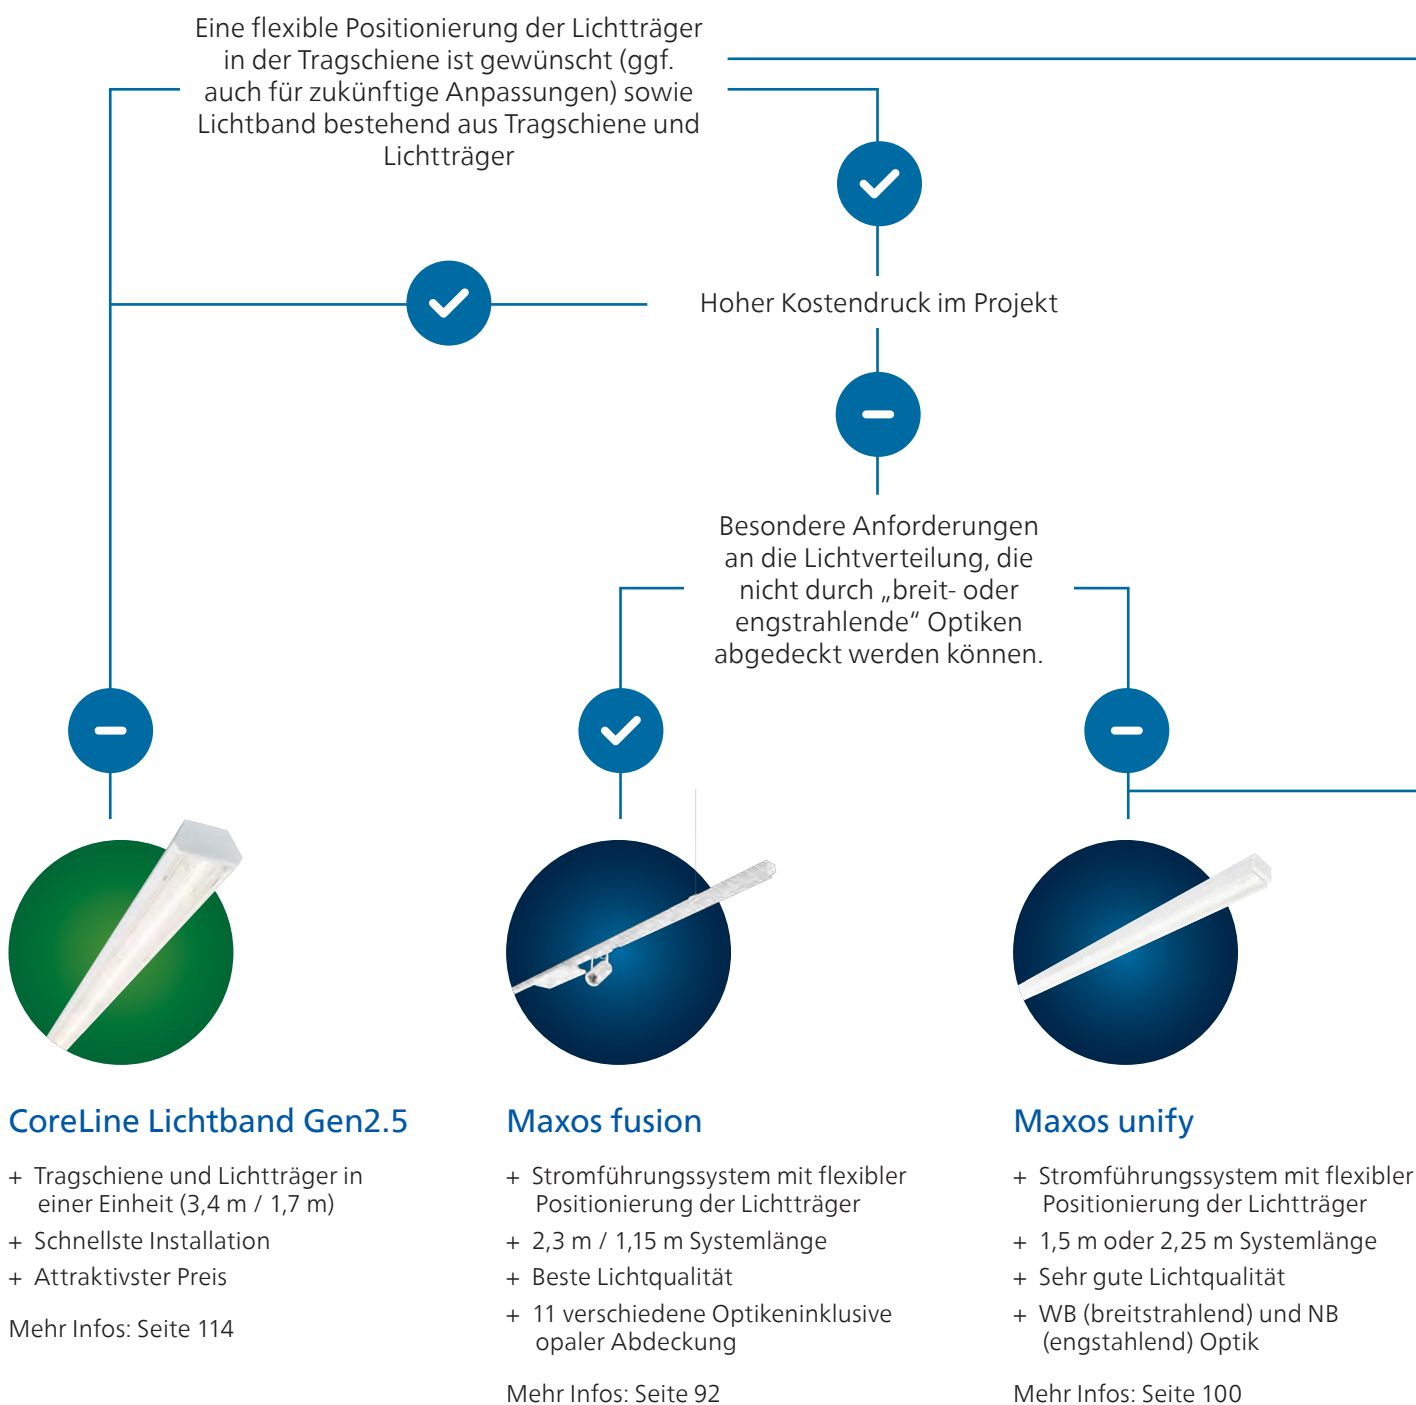 Eine flexible Positionierung der Lichtträger
in der Tragschiene ist gewünscht (ggf.
auch für zukünftige Anpassungen) sowie
Lichtband bestehend aus Tragschiene und
Lichtträger
Hoher Kostendruck im Projekt
Besondere Anforderungen
an die Lichtverteilung, die
nicht durch „breit- oder
engstrahlende“ Optiken
abgedeckt werden können.
CoreLine Lichtband Gen2.5
+ Tragschiene und Lichtträger in
einer Einheit (3,4 m / 1,7 m)
+ Schnellste Installation
+ Attraktivster Preis
Mehr Infos: Seite 114
Maxos fusion
+ Stromführungssystem mit flexibler
Positionierung der Lichtträger
+ 2,3 m / 1,15 m Systemlänge
+ Beste Lichtqualität
+ 11 verschiedene Optikeninklusive
opaler Abdeckung
Mehr Infos: Seite 92
Maxos unify
+ Stromführungssystem mit flexibler
Positionierung der Lichtträger
+ 1,5 m oder 2,25 m Systemlänge
+ Sehr gute Lichtqualität
+ WB (breitstrahlend) und NB
(engstahlend) Optik
Mehr Infos: Seite 100